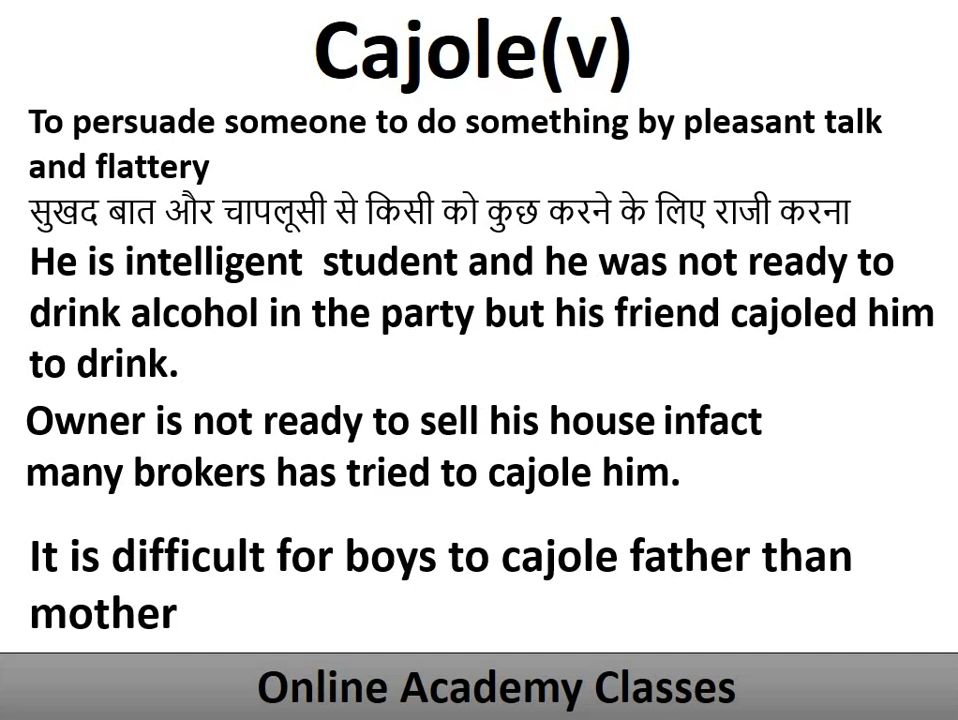 Cajole(v)
To persuade someone to do something by pleasant talk
and flattery
सुखद बात और चापलूसी से किसी को कुछ करने के लिए राजी करना
He is intelligent  student and he was not ready to
drink alcohol in the party but his friend cajoled him
to drink.
Owner is not ready to sell his house infact
many brokers has tried to cajole him.
It is difficult for boys to cajole father than
mother
Online Academy Classes